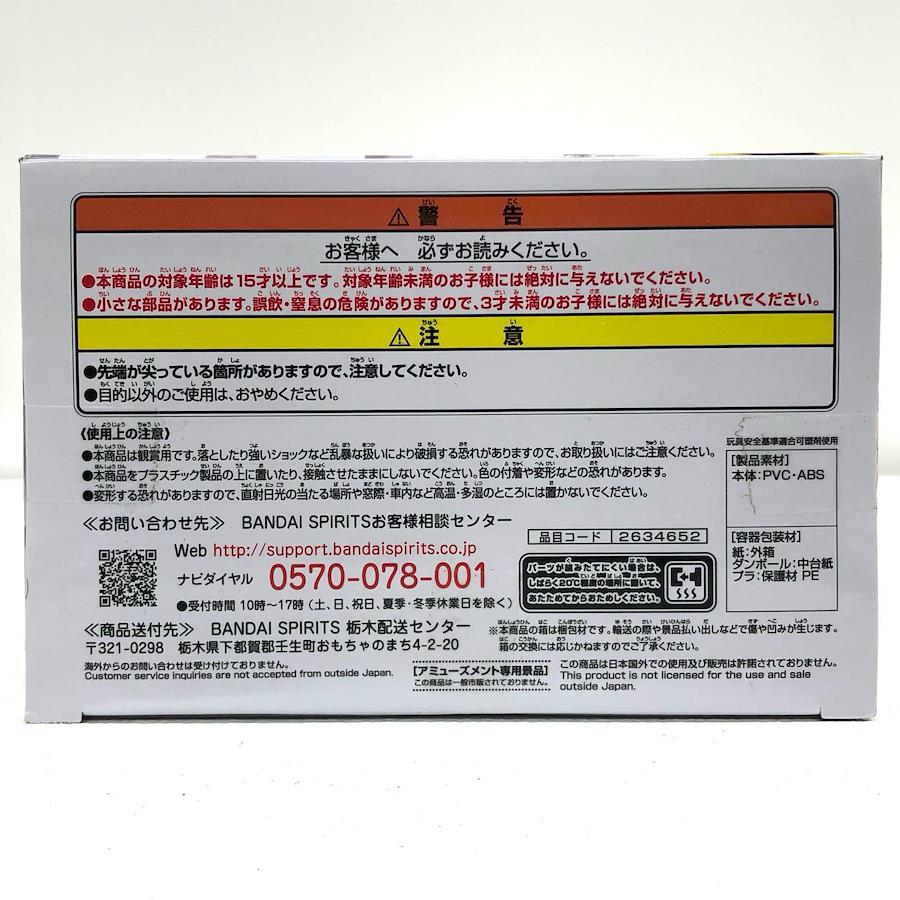 ⚠警 告
お客様へ 必ずお読みください。
●本商品の対象年齢は15才以上です。対象年齢未満のお子様には絶対に与えないでください。
●小さな部品があります。誤飲・窒息の危険がありますので、3才未満のお子様には絶対に与えないでください。
⚠注 意
●先端が尖っている箇所がありますので、注意してください。
●目的以外のご使用は、おやめください。
《使用上の注意》
●本商品は観賞用です。落としたり強いショックなど乱暴な扱いにより破損する恐れがありますので、お取り扱いにはご注意ください。
●本商品をプラスチック製品の上に置いたり、接触させたままにしないでください。色の付着や変形などの恐れがあります。
●変形する恐れがありますので、直射日光の当たる場所や窓際・車内など高温・多湿のところには置かないでください。
玩具安全基準適合可塑剤使用
[製品素材]
本体:PVC・ABS
[容器包装材]
紙:外箱
ダンボール:中台紙
プラ:保護材 PE
≪お問い合わせ先≫ BANDAI SPIRITSお客様相談センター
Web http://support.bandaispirits.co.jp
ナビダイヤル 0570-078-001
●受付時間 10時〜17時(土、日、祝日、夏季・冬季休業日を除く)
品目コード 2634652
パーツが組みたてにくい場合は、
しばらく20℃程度の場所に置いて、
あたためてからおためしください。
≪商品送付先≫ BANDAI SPIRITS 栃木配送センター
〒321-0298 栃木県下都賀郡壬生町おもちゃのまち4-2-20
※本商品の箱は梱包材です。輸送の際や景品払い出しなどで傷や凹みが生じます。
箱の交換には応じかねますのでご了承ください。
海外からのお問い合わせは受け付けておりません。
Customer service inquiries are not accepted from outside Japan.
[アミューズメント専用景品]
この商品は一般市販されておりません。
この商品は日本国外での使用及び販売は許諾されておりません。
This product is not licensed for the use and sale
outside Japan.